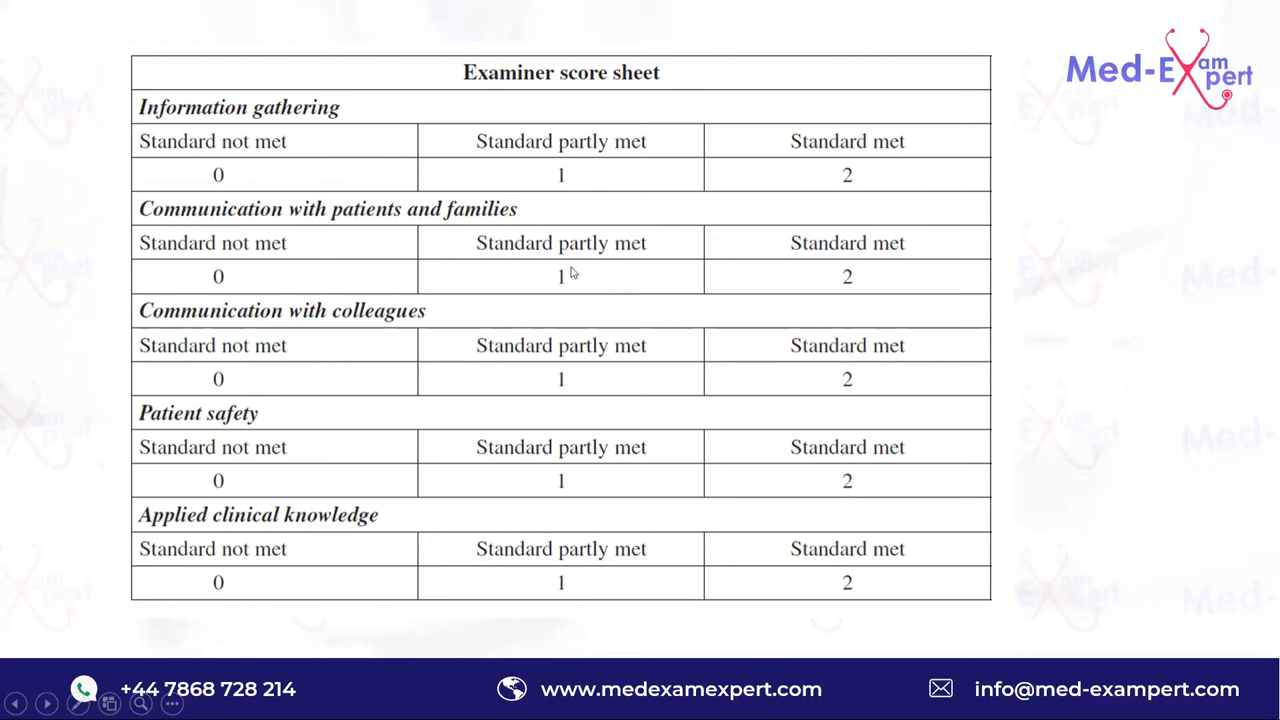 Med-Exam
pert
Examiner score sheet
Information gathering
Standard not met Standard partly met Standard met
0 1 2
Communication with patients and families
Standard not met Standard partly met Standard met
0 1 2
Communication with colleagues
Standard not met Standard partly met Standard met
0 1 2
Patient safety
Standard not met Standard partly met Standard met
0 1 2
Applied clinical knowledge
Standard not met Standard partly met Standard met
0 1 2
+44 7868 728 214 www.medexamexpert.com info@med-exampert.com